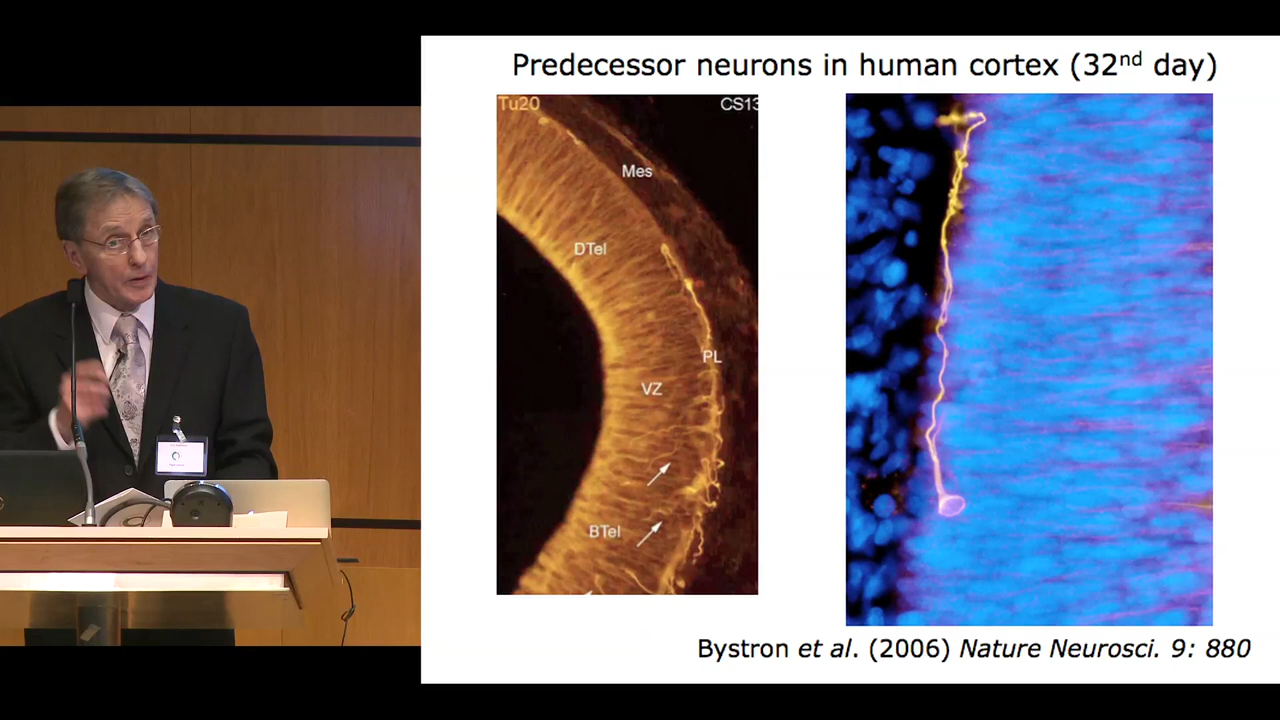 Predecessor neurons in human cortex (32nd day)
Tu20
CS13
Mes
DTel
PL
VZ
BTel
Bystron et al. (2006) Nature Neurosci. 9: 880